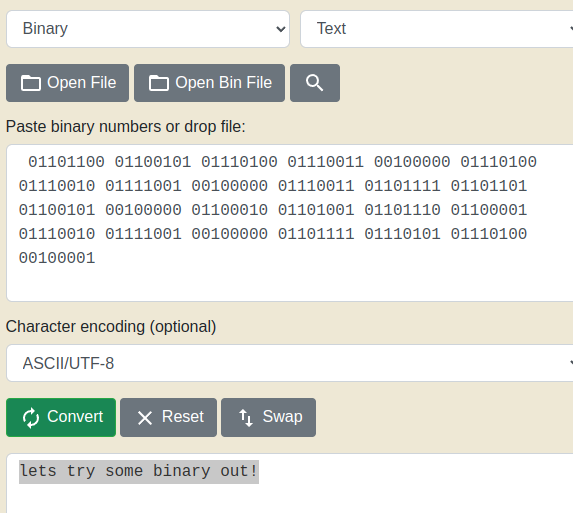 Binary Text
Open File Open Bin File
Paste binary numbers or drop file:
01101100 01100101 01110100 01110011 00100000 01110100
01110010 01111001 00100000 01110011 01101111 01101101
01100101 00100000 01100010 01101001 01101110 01100001
01110010 01111001 00100000 01101111 01110101 01110100
00100001
Character encoding (optional)
ASCII/UTF-8
Convert Reset Swap
lets try some binary out!